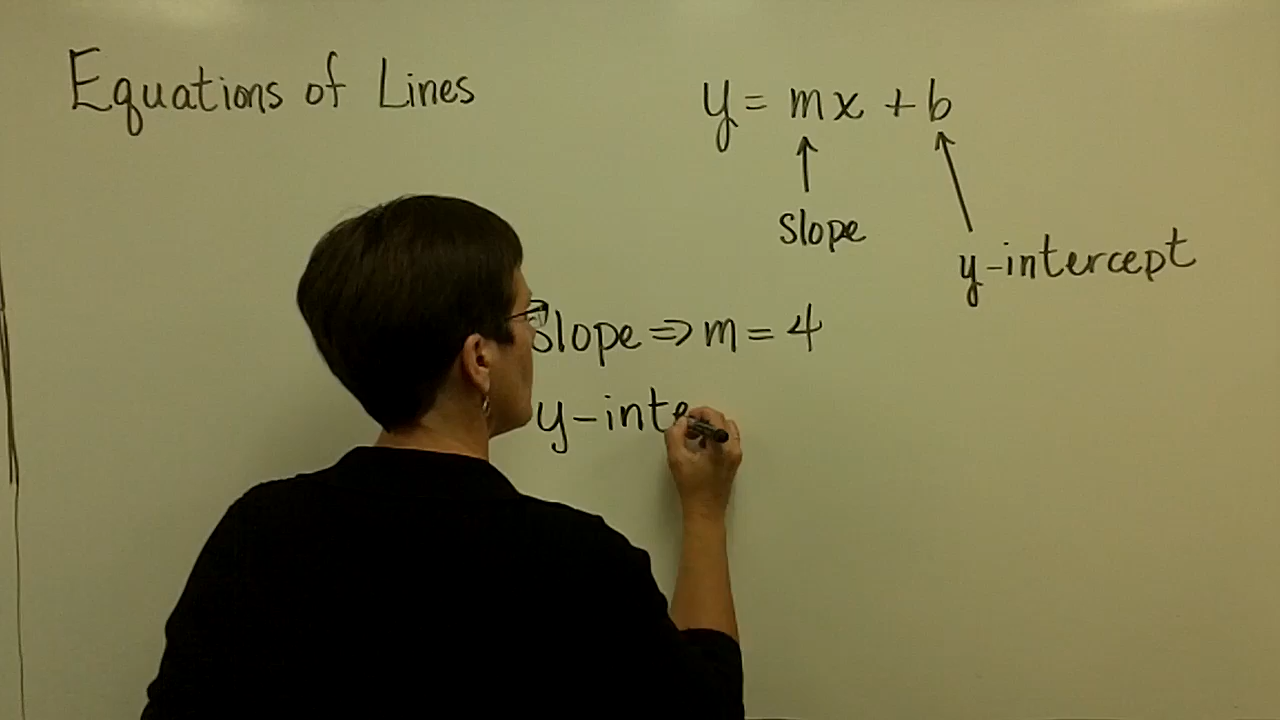 Equations of Lines
y = mx + b
slope
y-intercept
Slope ⇒ m = 4
y-inte